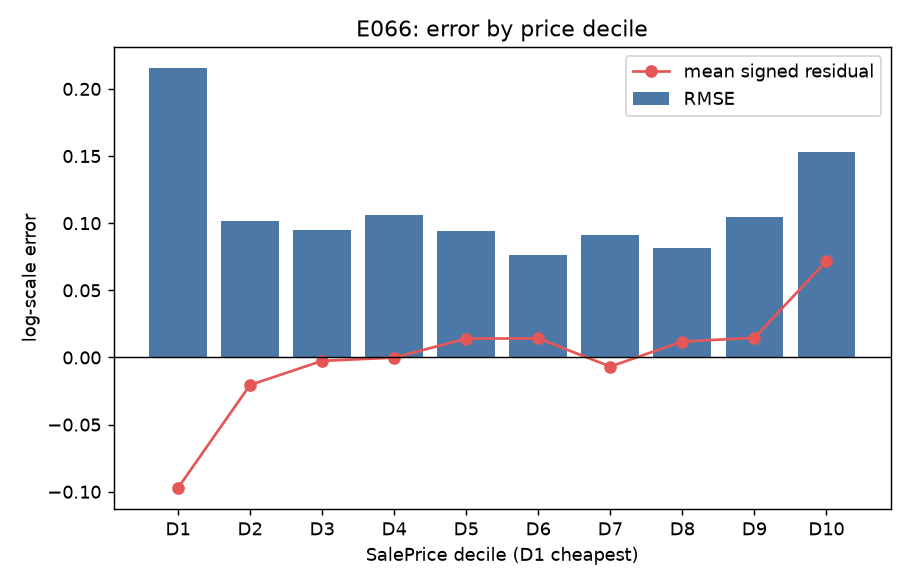 E066: error by price decile
mean signed residual
RMSE
log-scale error
0.20
0.15
0.10
0.05
0.00
−0.05
−0.10
D1 D2 D3 D4 D5 D6 D7 D8 D9 D10
SalePrice decile (D1 cheapest)